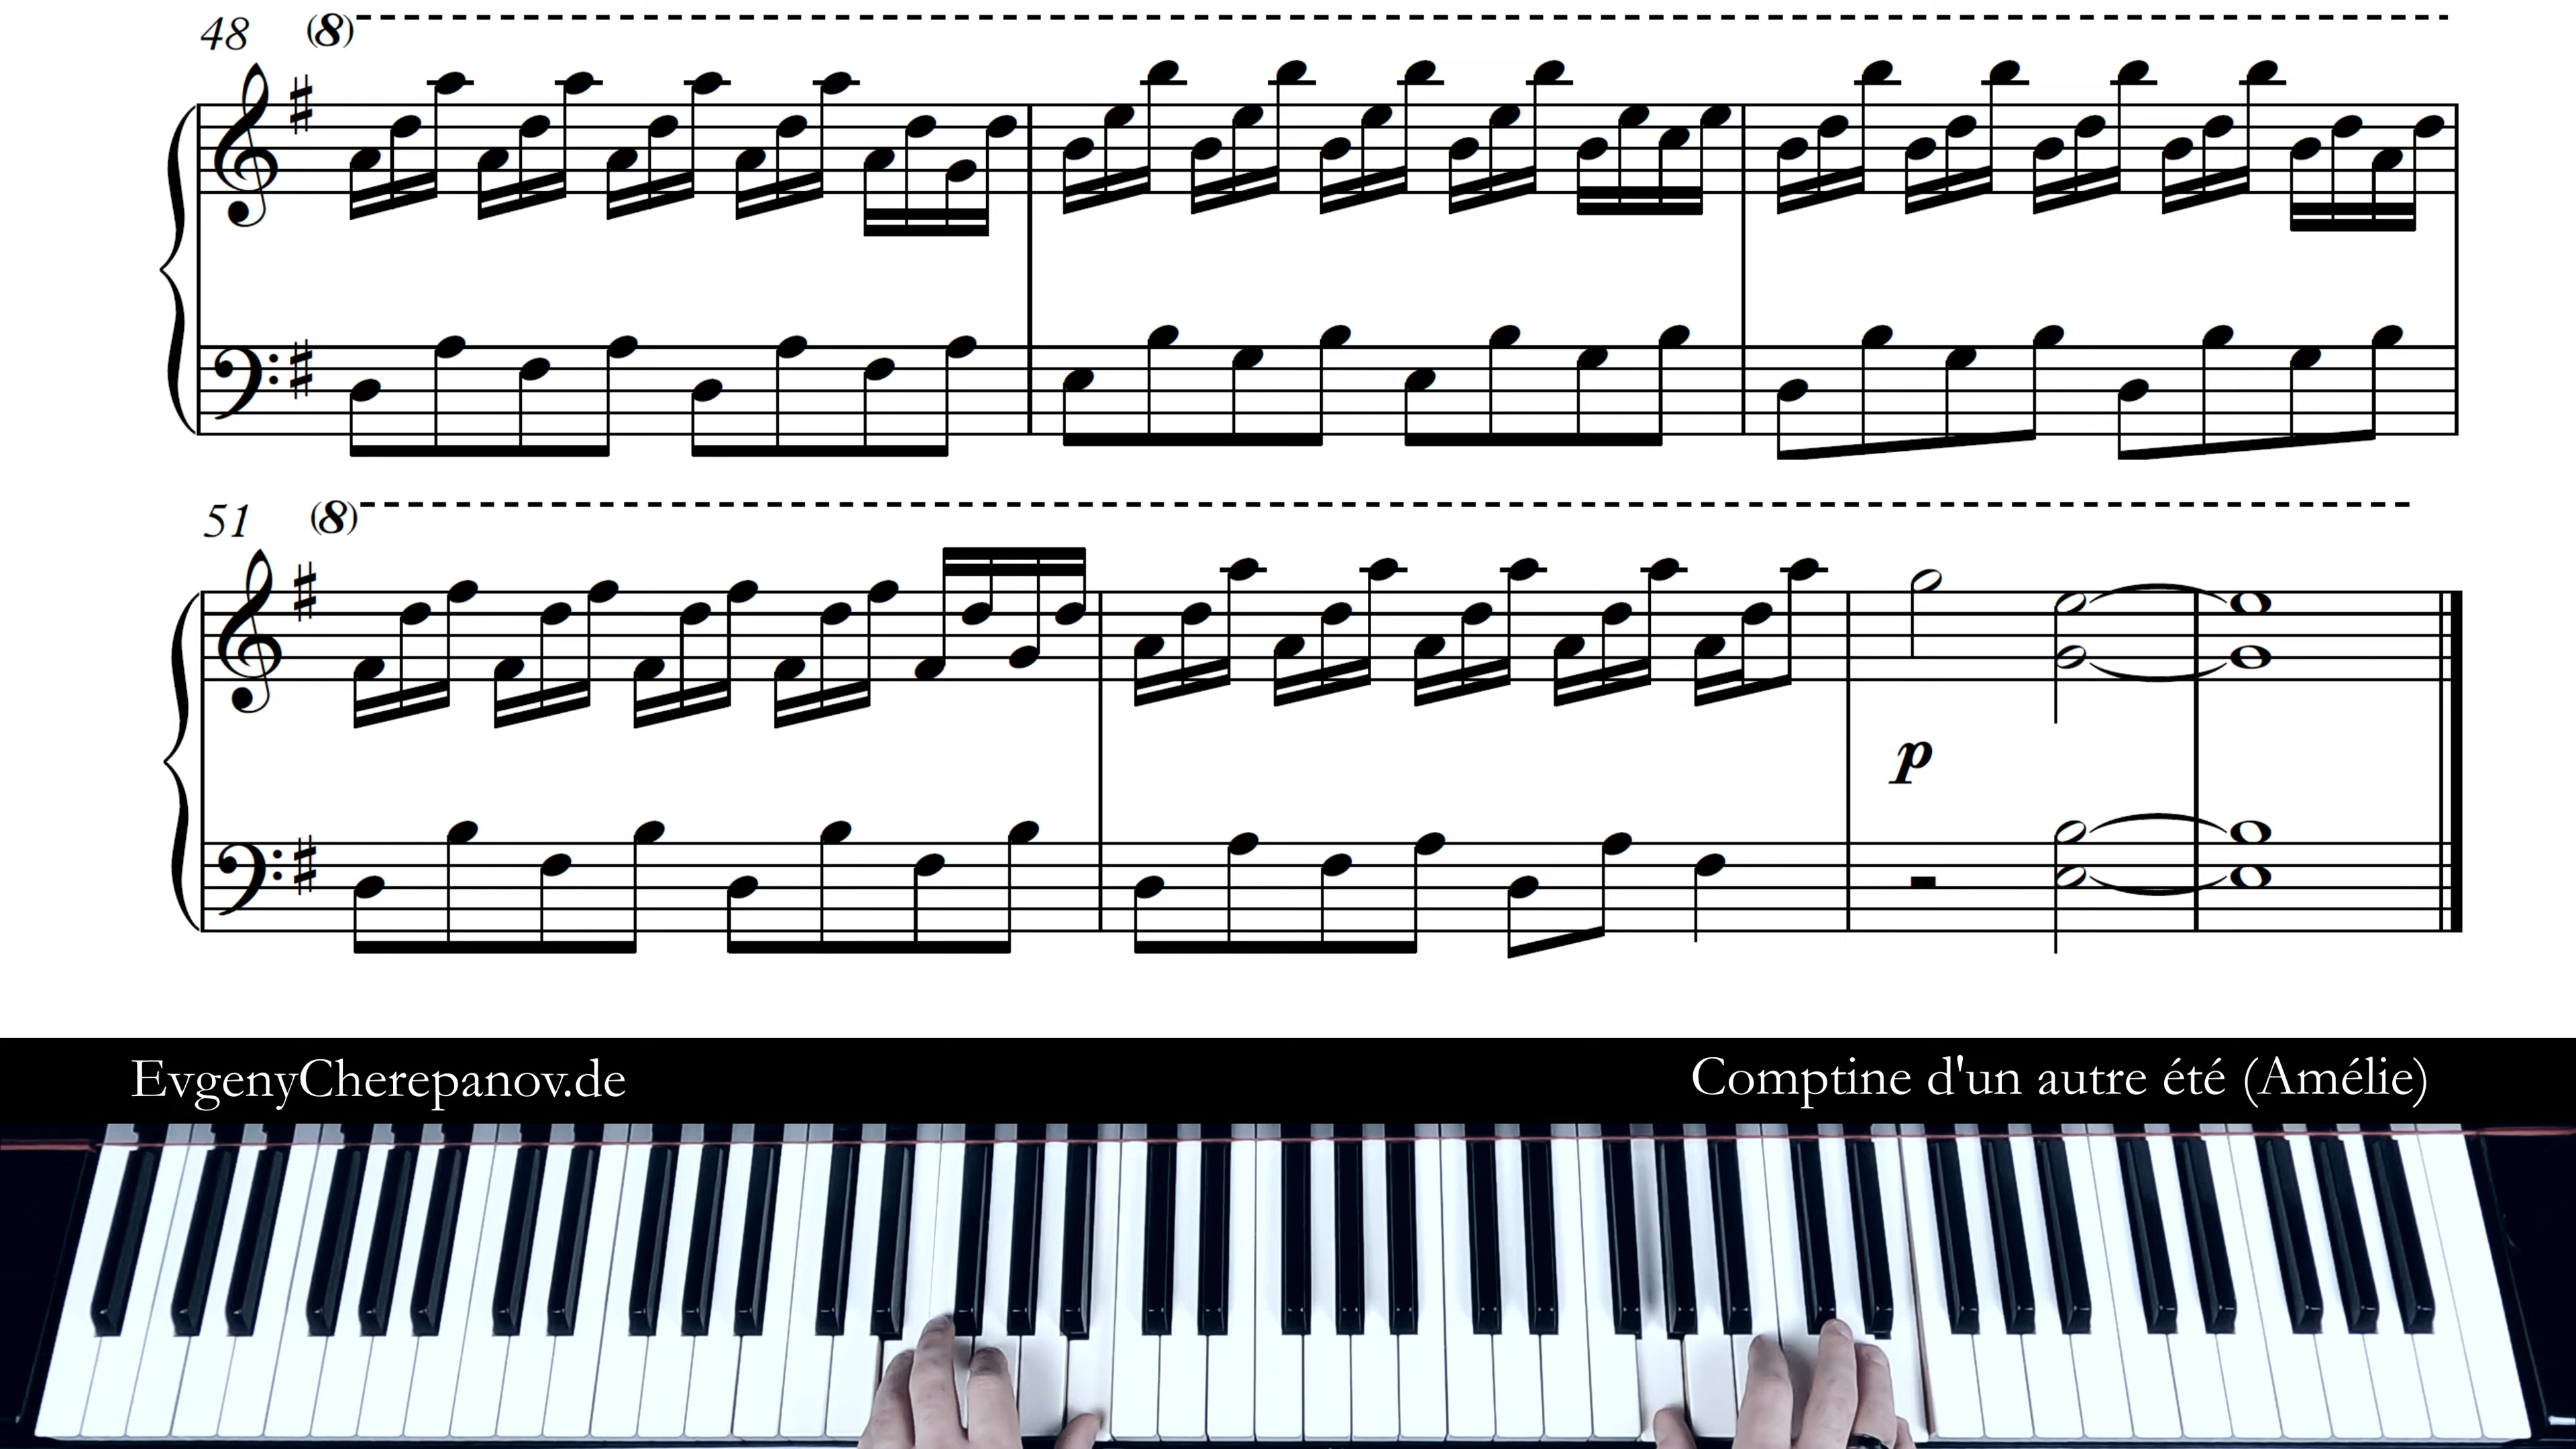 48 (8)
51 (8)
p
EvgenyCherepanov.de
Comptine d'un autre été (Amélie)